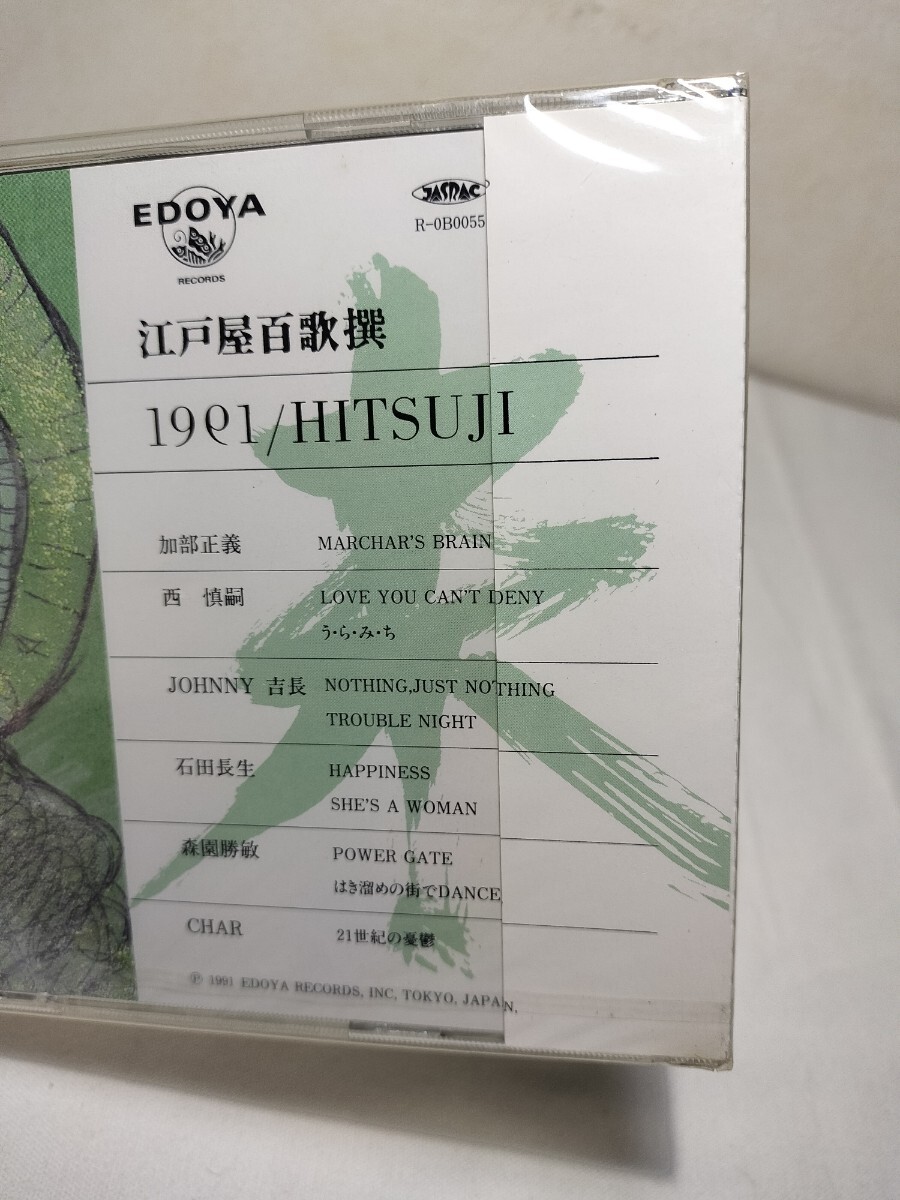 EDOYA
RECORDS
JASRAC
R-0B0055
江戸屋百歌撰
1991/HITSUJI
未
加部正義 MARCHAR'S BRAIN
西 慎嗣 LOVE YOU CAN'T DENY
う・ら・み・ち
JOHNNY 吉長 NOTHING,JUST NOTHING
TROUBLE NIGHT
石田長生 HAPPINESS
SHE'S A WOMAN
森園勝敏 POWER GATE
はき溜めの街でDANCE
CHAR 21世紀の憂鬱
℗ 1991 EDOYA RECORDS, INC, TOKYO, JAPAN,